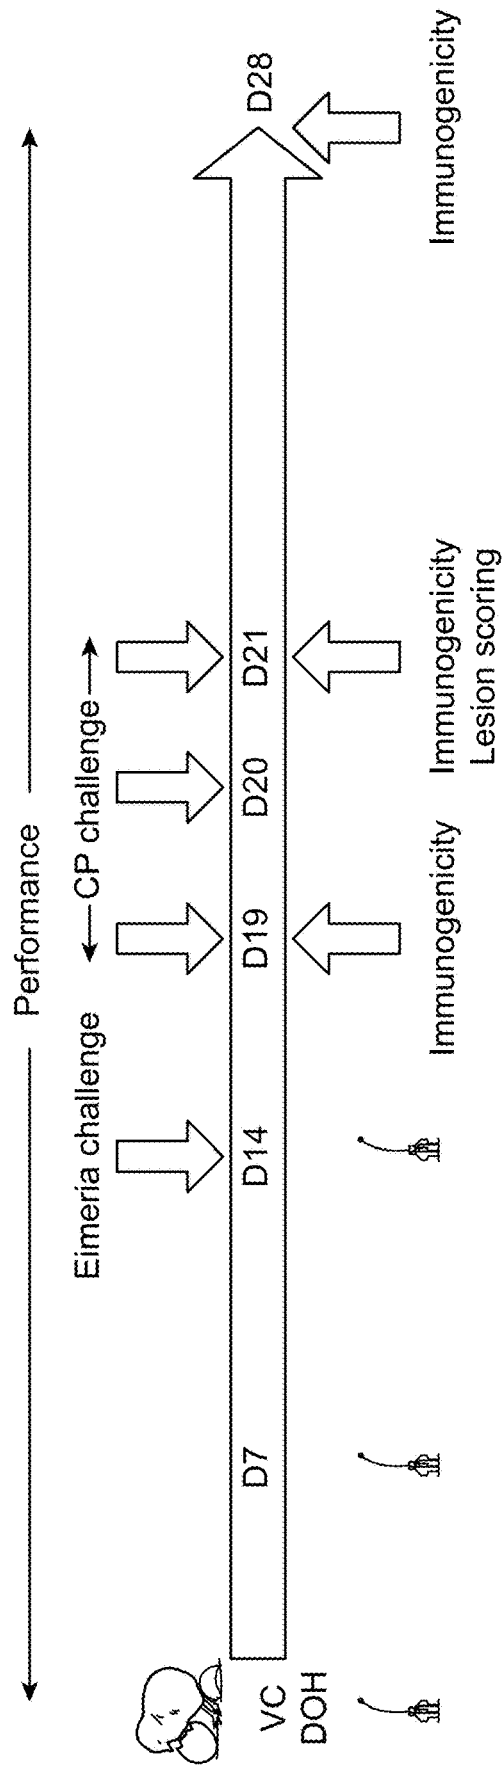 Performance
Eimeria challenge
CP challenge
VC
DOH
D7
D14
D19
D20
D21
D28
Immunogenicity
Immunogenicity
Lesion scoring
Immunogenicity